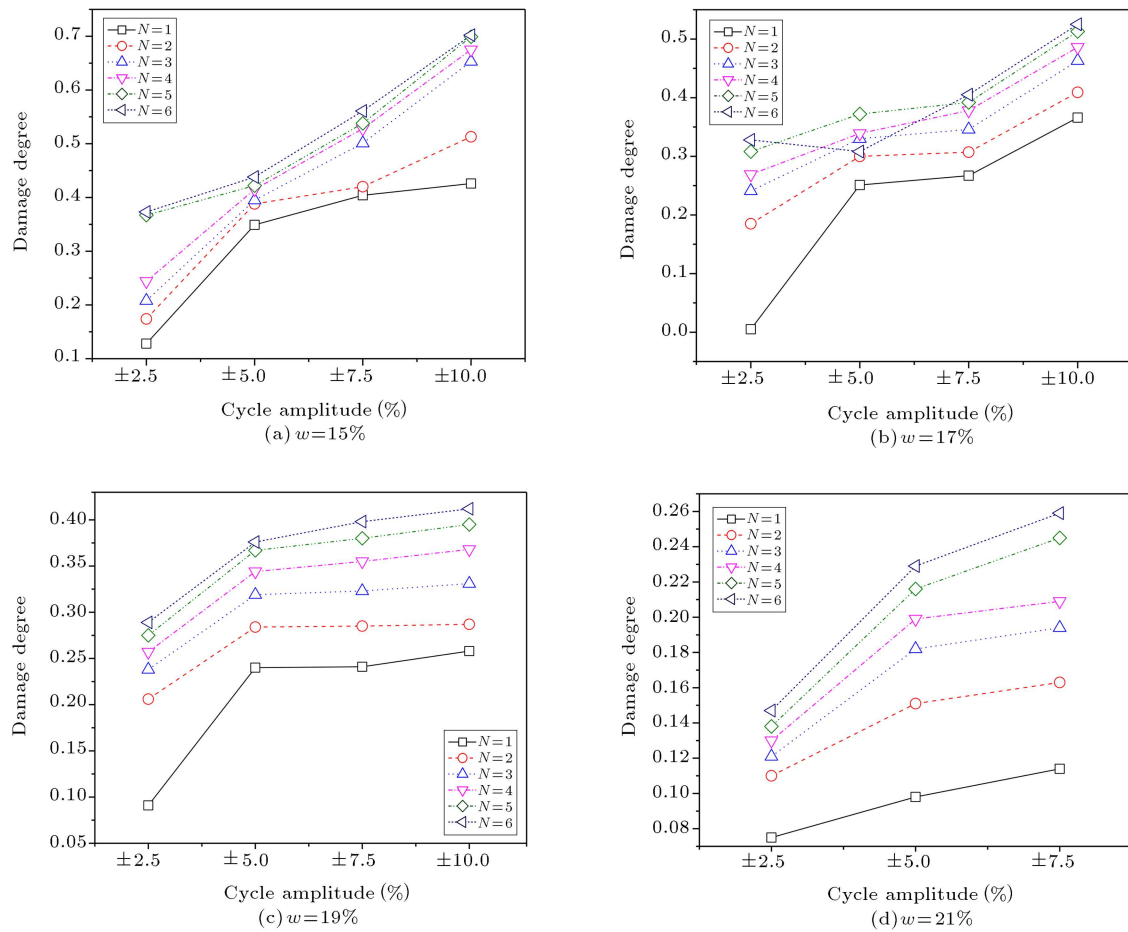 N=1
N=2
N=3
N=4
N=5
N=6
0.7
0.6
0.5
0.4
0.3
0.2
0.1
Damage degree
±2.5 ±5.0 ±7.5 ±10.0
Cycle amplitude (%)
(a) w=15%
N=1
N=2
N=3
N=4
N=5
N=6
0.5
0.4
0.3
0.2
0.1
0.0
Damage degree
±2.5 ±5.0 ±7.5 ±10.0
Cycle amplitude (%)
(b) w=17%
0.40
0.35
0.30
0.25
0.20
0.15
0.10
0.05
Damage degree
N=1
N=2
N=3
N=4
N=5
N=6
±2.5 ±5.0 ±7.5 ±10.0
Cycle amplitude (%)
(c) w=19%
N=1
N=2
N=3
N=4
N=5
N=6
0.26
0.24
0.22
0.20
0.18
0.16
0.14
0.12
0.10
0.08
Damage degree
±2.5 ±5.0 ±7.5
Cycle amplitude (%)
(d) w=21%